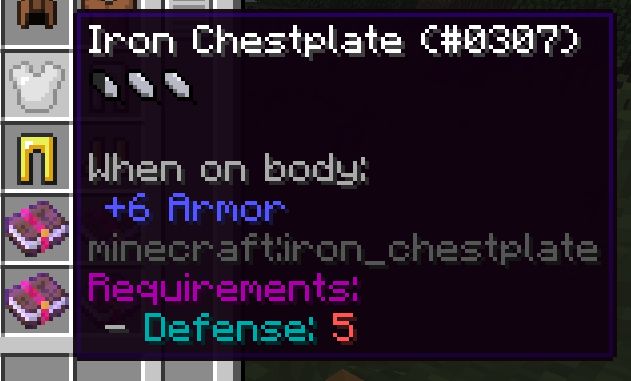 Iron Chestplate (#0307)
When on body:
+6 Armor
minecraft:iron_chestplate
Requirements:
- Defense: 5